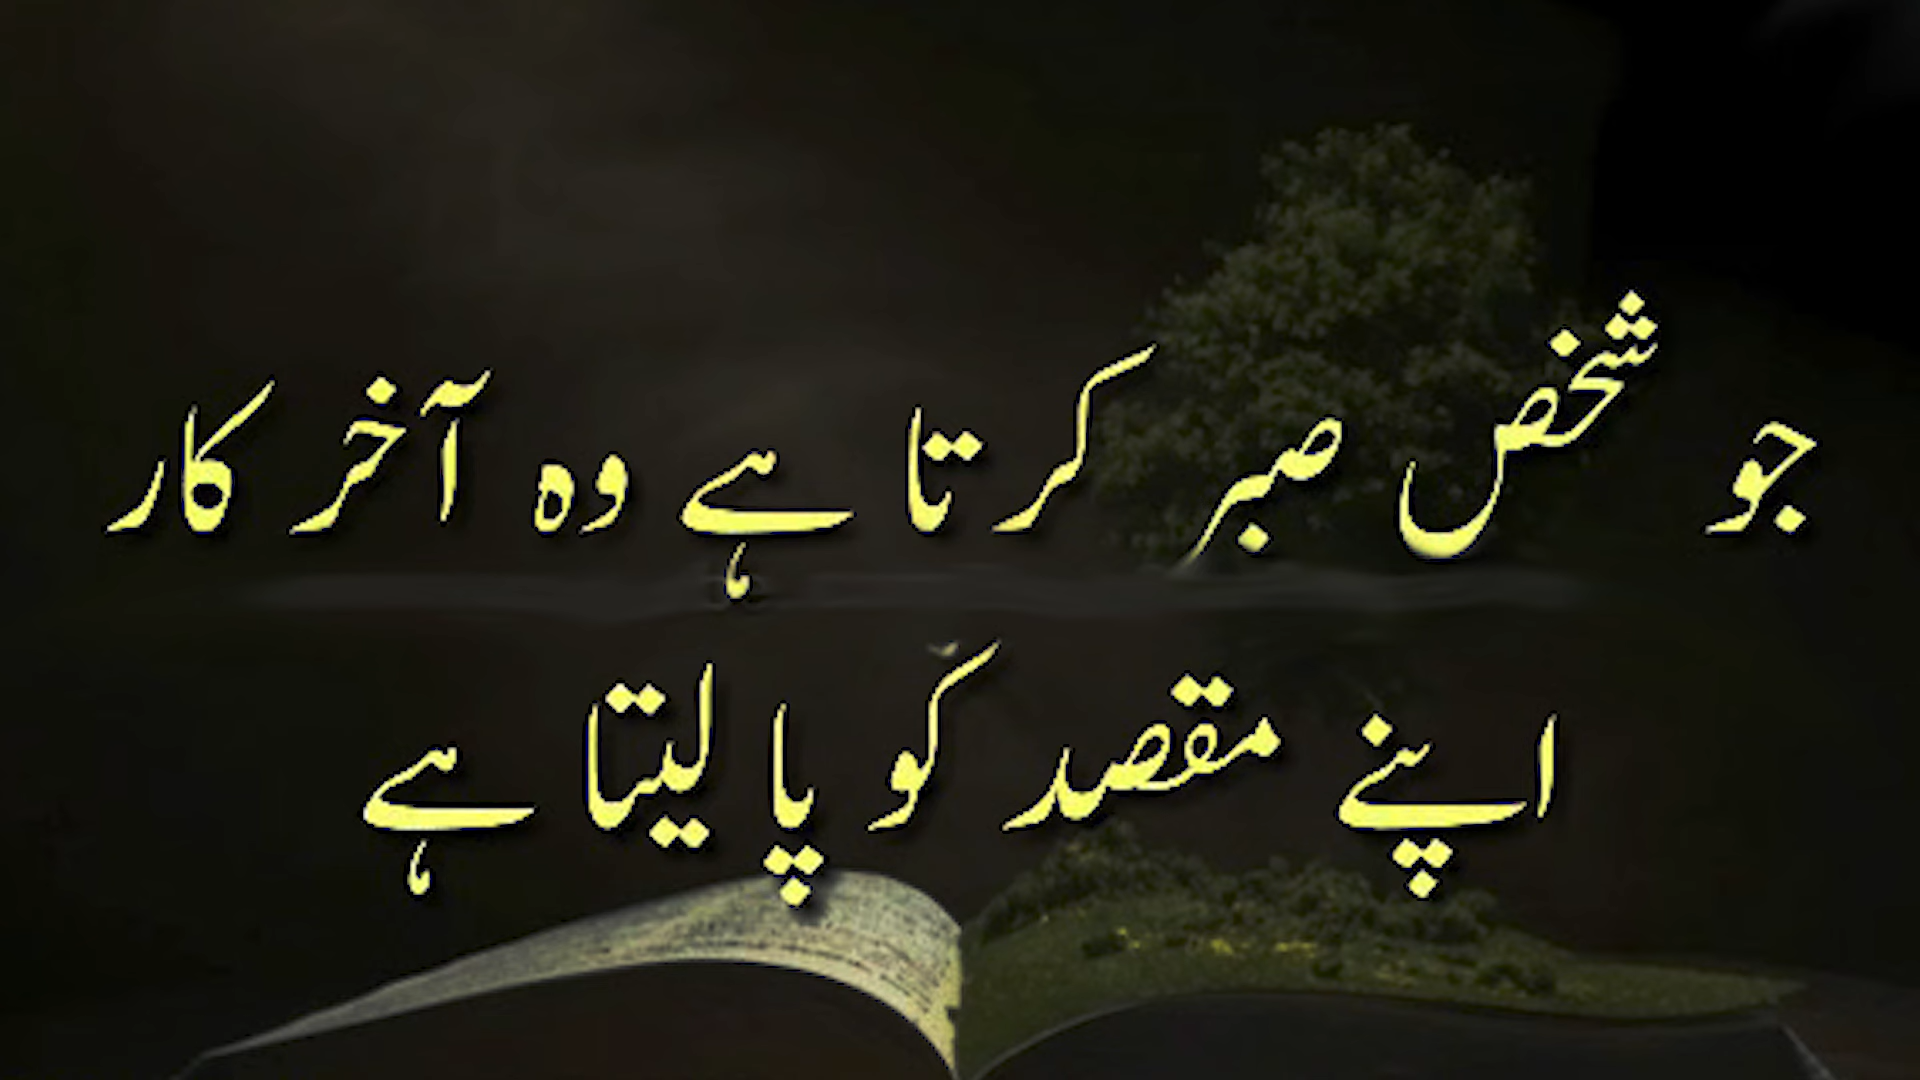 جو شخص صبر کرتا ہے وہ آخر کار
اپنے مقصد کو پا لیتا ہے